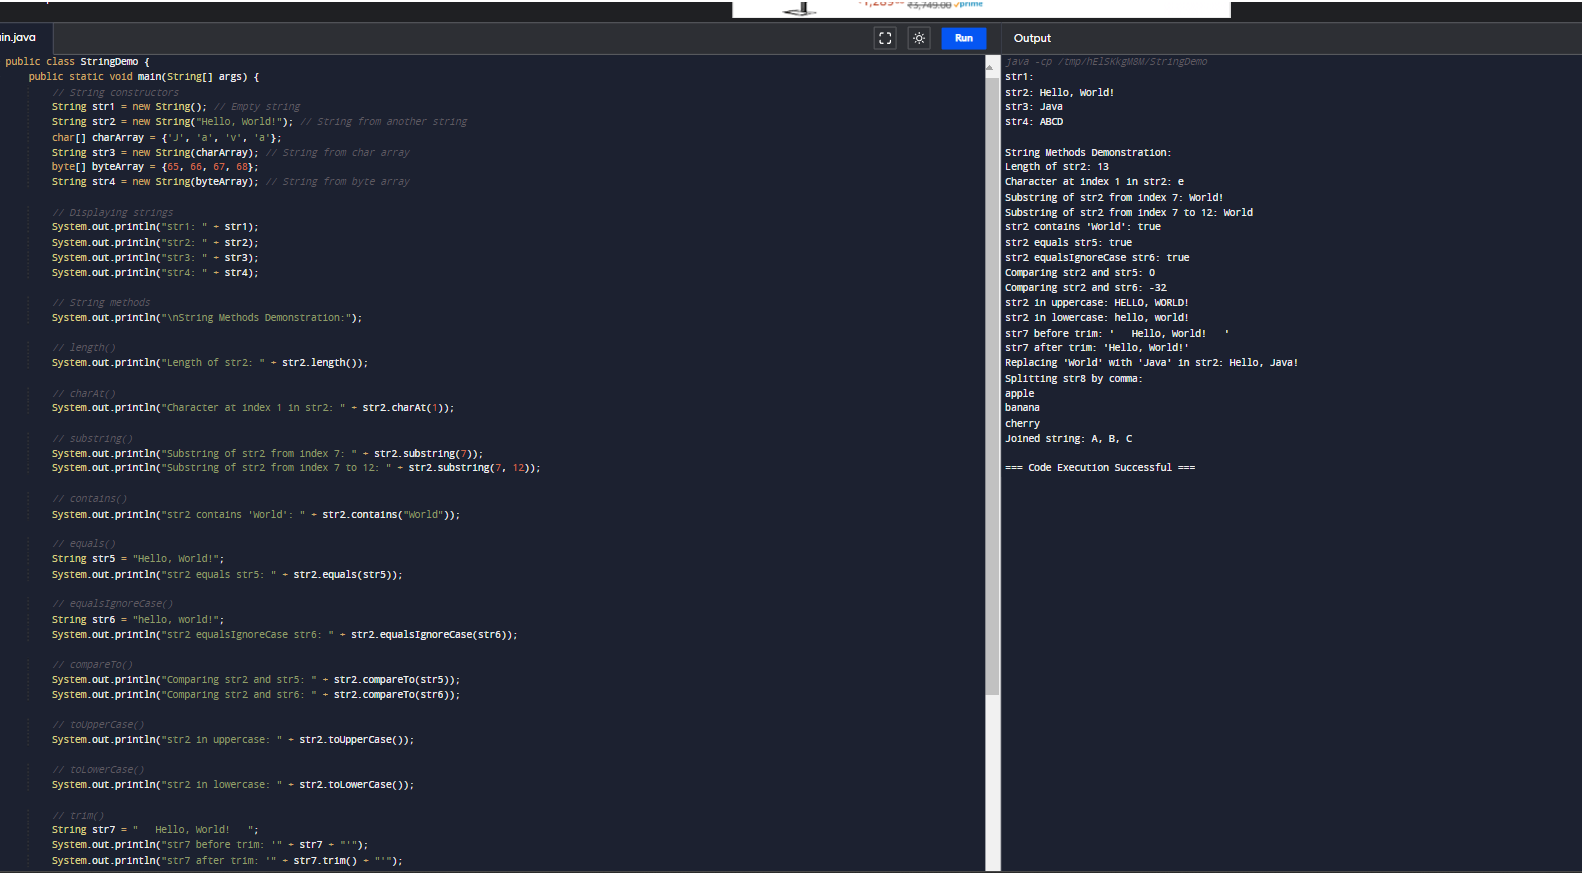 ₹3,749.00 prime
in.java
Run
Output
public class StringDemo {
public static void main(String[] args) {
// String constructors
String str1 = new String(); // Empty string
String str2 = new String("Hello, World!"); // String from another string
char[] charArray = {'J', 'a', 'v', 'a'};
String str3 = new String(charArray); // String from char array
byte[] byteArray = {65, 66, 67, 68};
String str4 = new String(byteArray); // String from byte array
// Displaying strings
System.out.println("str1: " + str1);
System.out.println("str2: " + str2);
System.out.println("str3: " + str3);
System.out.println("str4: " + str4);
// String methods
System.out.println("\nString Methods Demonstration:");
// length()
System.out.println("Length of str2: " + str2.length());
// charAt()
System.out.println("Character at index 1 in str2: " + str2.charAt(1));
// substring()
System.out.println("Substring of str2 from index 7: " + str2.substring(7));
System.out.println("Substring of str2 from index 7 to 12: " + str2.substring(7, 12));
// contains()
System.out.println("str2 contains 'World': " + str2.contains("World"));
// equals()
String str5 = "Hello, World!";
System.out.println("str2 equals str5: " + str2.equals(str5));
// equalsIgnoreCase()
String str6 = "hello, world!";
System.out.println("str2 equalsIgnoreCase str6: " + str2.equalsIgnoreCase(str6));
// compareTo()
System.out.println("Comparing str2 and str5: " + str2.compareTo(str5));
System.out.println("Comparing str2 and str6: " + str2.compareTo(str6));
// toUpperCase()
System.out.println("str2 in uppercase: " + str2.toUpperCase());
// toLowerCase()
System.out.println("str2 in lowercase: " + str2.toLowerCase());
// trim()
String str7 = "   Hello, World!   ";
System.out.println("str7 before trim: '" + str7 + "'");
System.out.println("str7 after trim: '" + str7.trim() + "'");
java -cp /tmp/hElSKkgM8M/StringDemo
str1:
str2: Hello, World!
str3: Java
str4: ABCD
String Methods Demonstration:
Length of str2: 13
Character at index 1 in str2: e
Substring of str2 from index 7: World!
Substring of str2 from index 7 to 12: World
str2 contains 'World': true
str2 equals str5: true
str2 equalsIgnoreCase str6: true
Comparing str2 and str5: 0
Comparing str2 and str6: -32
str2 in uppercase: HELLO, WORLD!
str2 in lowercase: hello, world!
str7 before trim: '   Hello, World!   '
str7 after trim: 'Hello, World!'
Replacing 'World' with 'Java' in str2: Hello, Java!
Splitting str8 by comma:
apple
banana
cherry
Joined string: A, B, C
=== Code Execution Successful ===